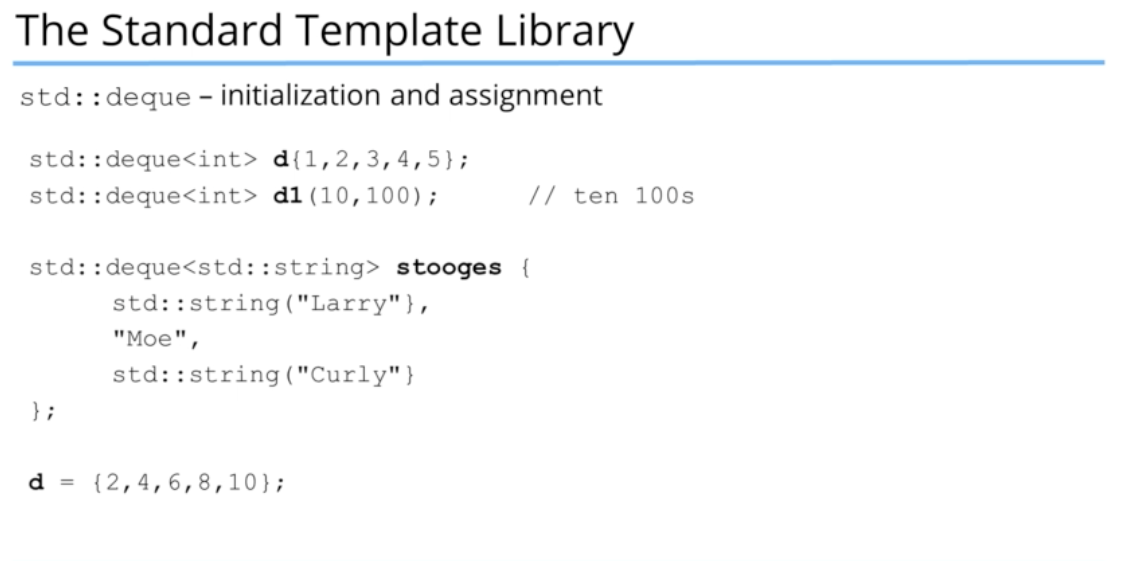 The Standard Template Library
std::deque – initialization and assignment
std::deque<int> d{1,2,3,4,5};
std::deque<int> d1(10,100);      // ten 100s
std::deque<std::string> stooges {
std::string("Larry"},
"Moe",
std::string("Curly"}
};
d = {2,4,6,8,10};